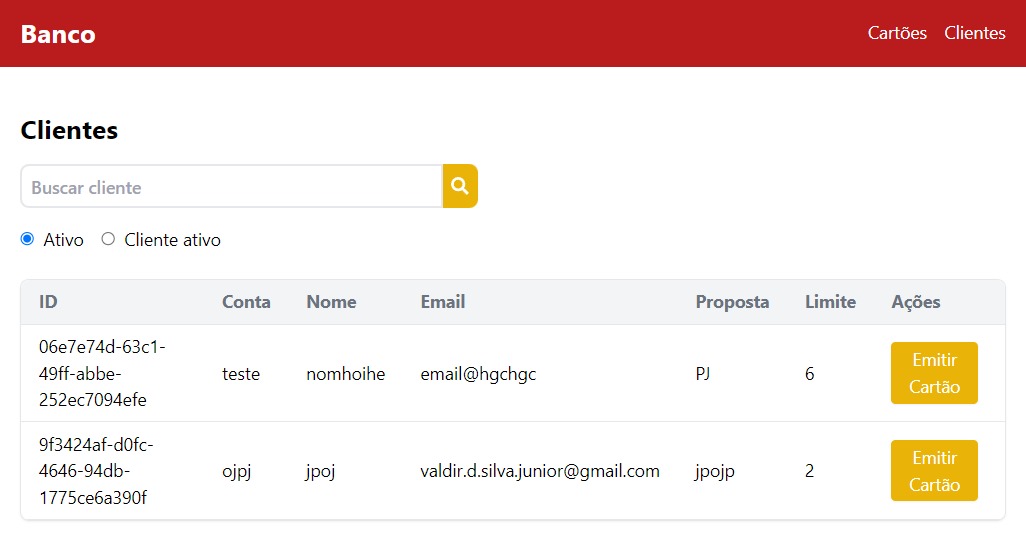 Banco
Cartões Clientes
Clientes
Buscar cliente
Ativo Cliente ativo
ID Conta Nome Email Proposta Limite Ações
06e7e74d-63c1-
49ff-abbe-
252ec7094efe
teste nomhoihe email@hgchgc PJ 6
Emitir
Cartão
9f3424af-d0fc-
4646-94db-
1775ce6a390f
ojpj jpoj valdir.d.silva.junior@gmail.com jpojp 2
Emitir
Cartão